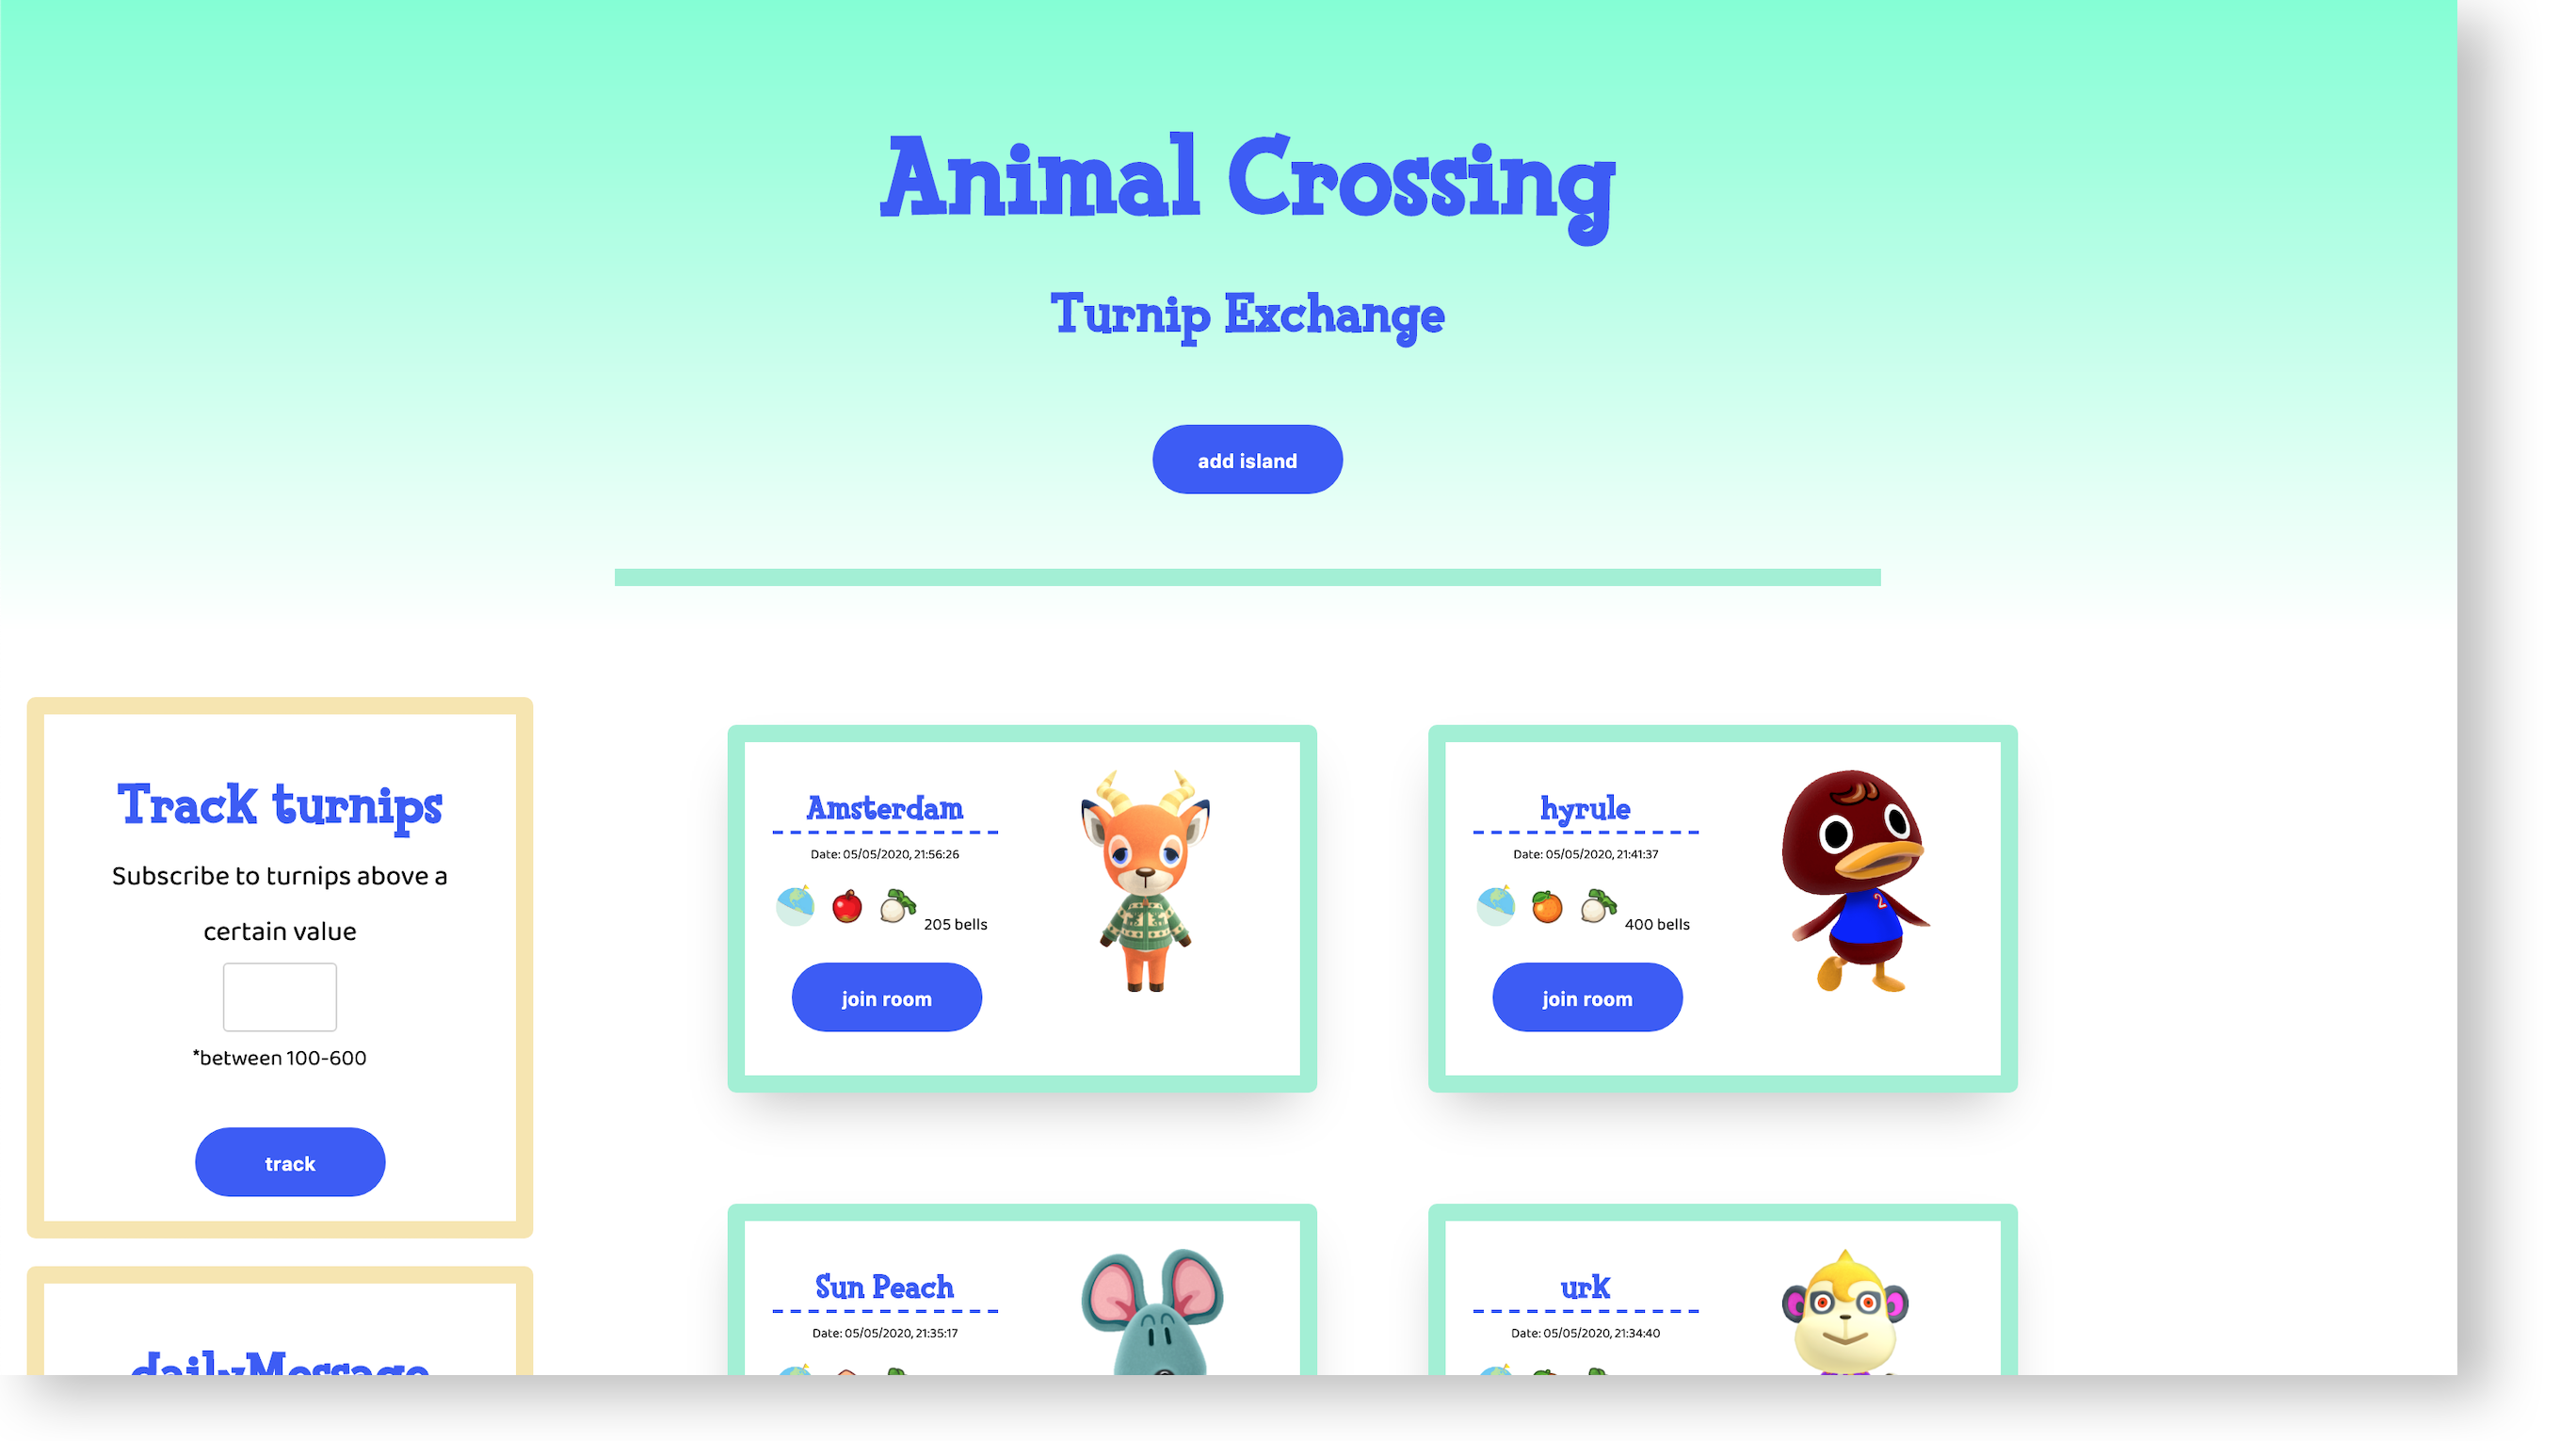 Animal Crossing
Turnip Exchange
add island
Track turnips
Subscribe to turnips above a
certain value
*between 100-600
track
Amsterdam
Date: 05/05/2020, 21:56:26
205 bells
join room
hyrule
Date: 05/05/2020, 21:41:37
2
400 bells
join room
dailyMessage
Sun Peach
Date: 05/05/2020, 21:35:17
urk
Date: 05/05/2020, 21:34:40